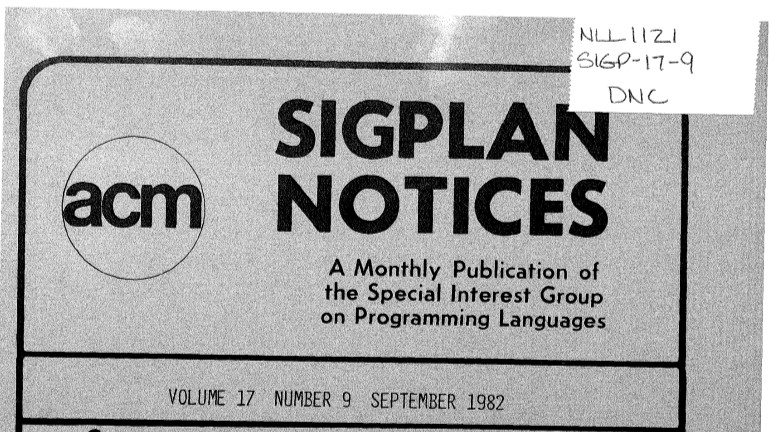 NLL1121
SIGP-17-9
DNC
SIGPLAN
NOTICES
acm
A Monthly Publication of
the Special Interest Group
on Programming Languages
VOLUME 17 NUMBER 9 SEPTEMBER 1982